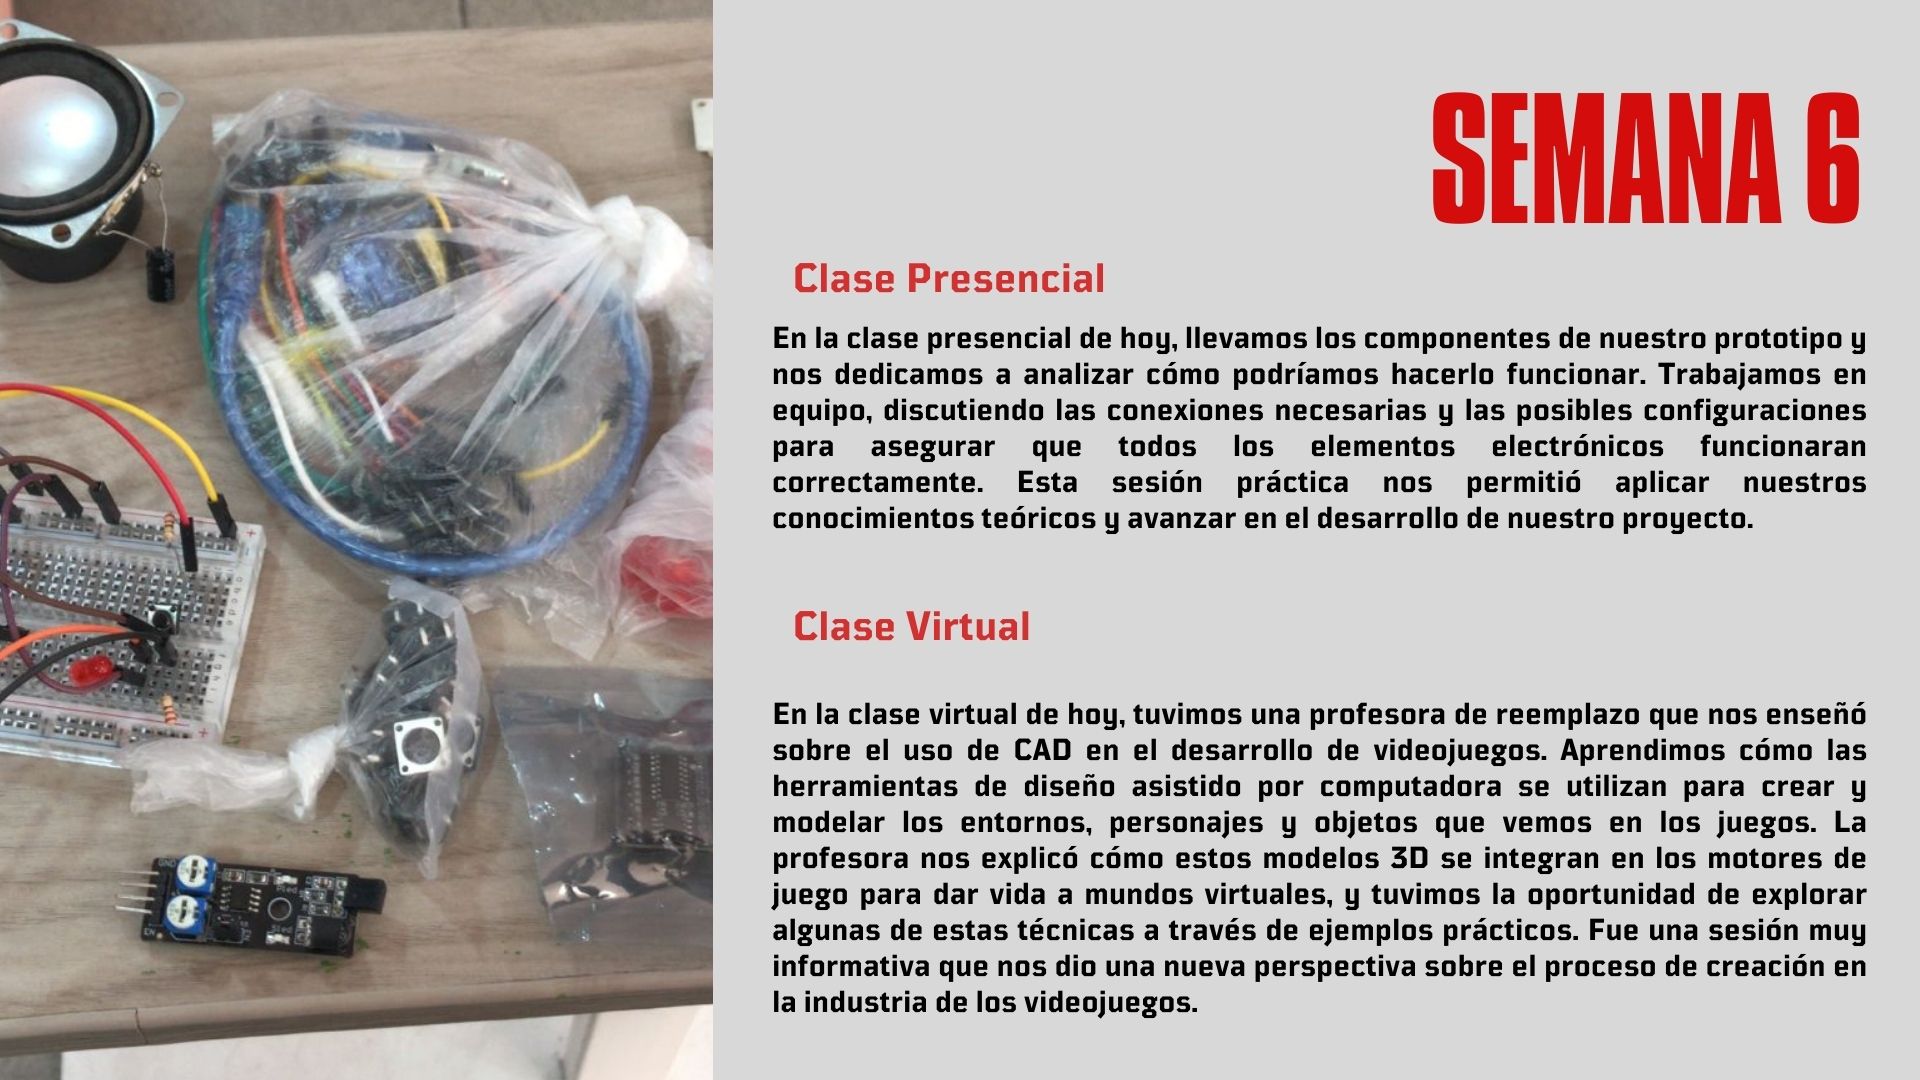 SEMANA 6
Clase Presencial
En la clase presencial de hoy, llevamos los componentes de nuestro prototipo y
nos dedicamos a analizar cómo podríamos hacerlo funcionar. Trabajamos en
equipo, discutiendo las conexiones necesarias y las posibles configuraciones
para asegurar que todos los elementos electrónicos funcionaran
correctamente. Esta sesión práctica nos permitió aplicar nuestros
conocimientos teóricos y avanzar en el desarrollo de nuestro proyecto.
Clase Virtual
En la clase virtual de hoy, tuvimos una profesora de reemplazo que nos enseñó
sobre el uso de CAD en el desarrollo de videojuegos. Aprendimos cómo las
herramientas de diseño asistido por computadora se utilizan para crear y
modelar los entornos, personajes y objetos que vemos en los juegos. La
profesora nos explicó cómo estos modelos 3D se integran en los motores de
juego para dar vida a mundos virtuales, y tuvimos la oportunidad de explorar
algunas de estas técnicas a través de ejemplos prácticos. Fue una sesión muy
informativa que nos dio una nueva perspectiva sobre el proceso de creación en
la industria de los videojuegos.
GND
EN